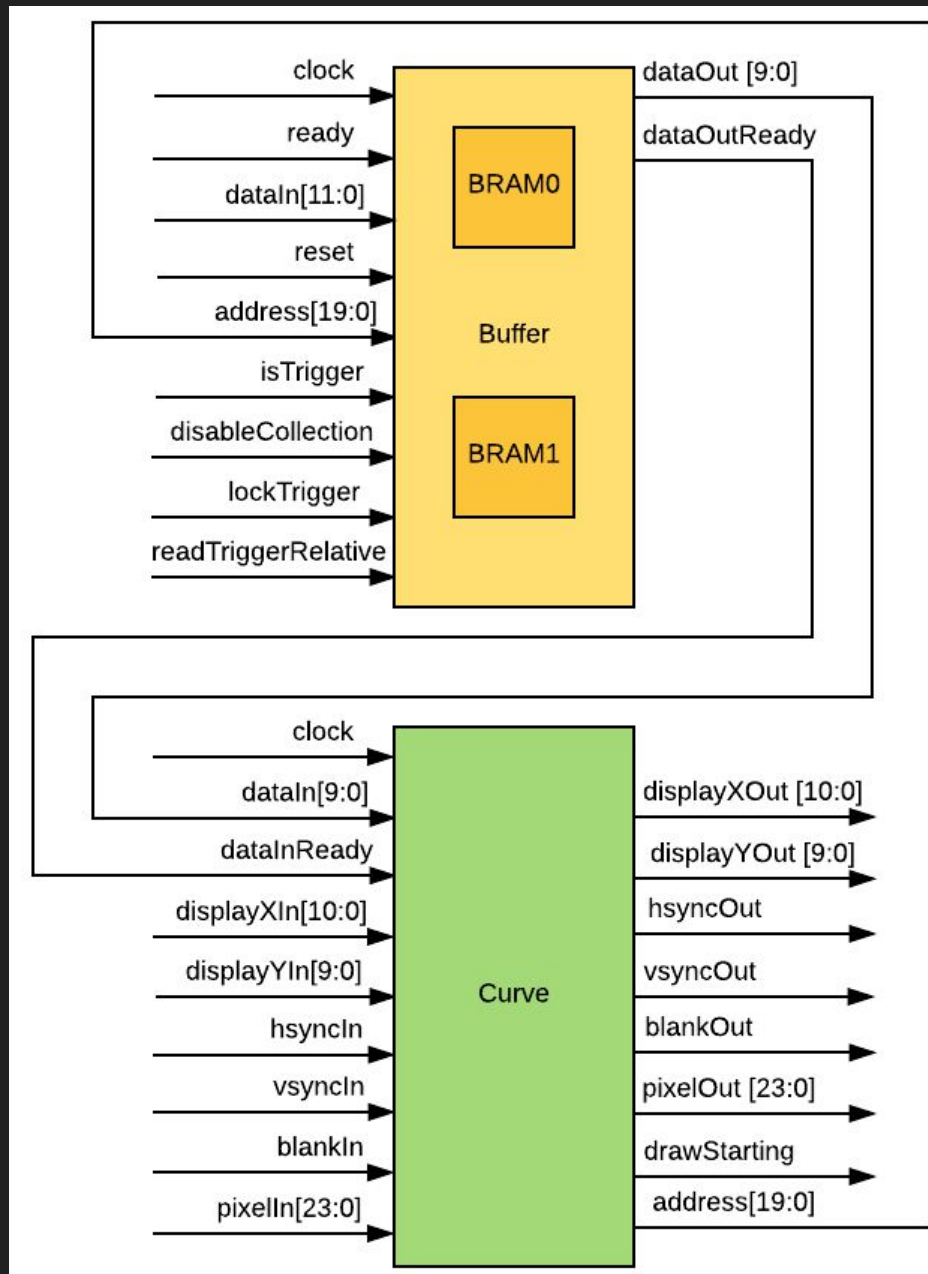 clock
dataOut [9:0]
ready
dataOutReady
BRAM0
dataIn[11:0]
reset
address[19:0]
Buffer
isTrigger
disableCollection
BRAM1
lockTrigger
readTriggerRelative
clock
dataIn[9:0]
displayXOut [10:0]
dataInReady
displayYOut [9:0]
displayXIn[10:0]
hsyncOut
displayYIn[9:0]
vsyncOut
Curve
hsyncIn
blankOut
vsyncIn
pixelOut [23:0]
blankIn
drawStarting
pixelIn[23:0]
address[19:0]